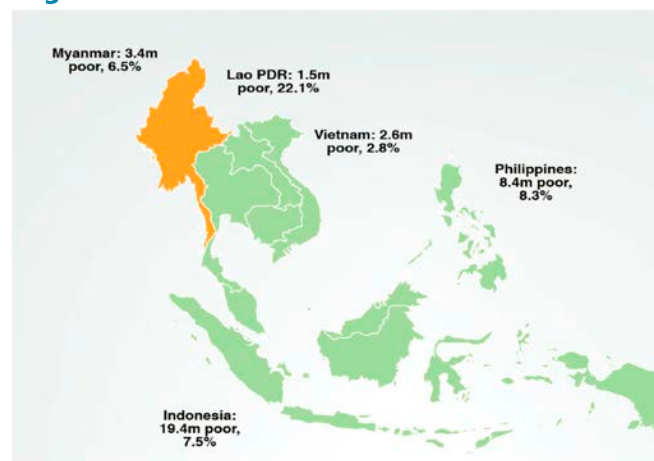 Myanmar: 3.4m
poor, 6.5%
Lao PDR: 1.5m
poor, 22.1%
Vietnam: 2.6m
poor, 2.8%
Philippines:
8.4m poor,
8.3%
Indonesia:
19.4m poor,
7.5%